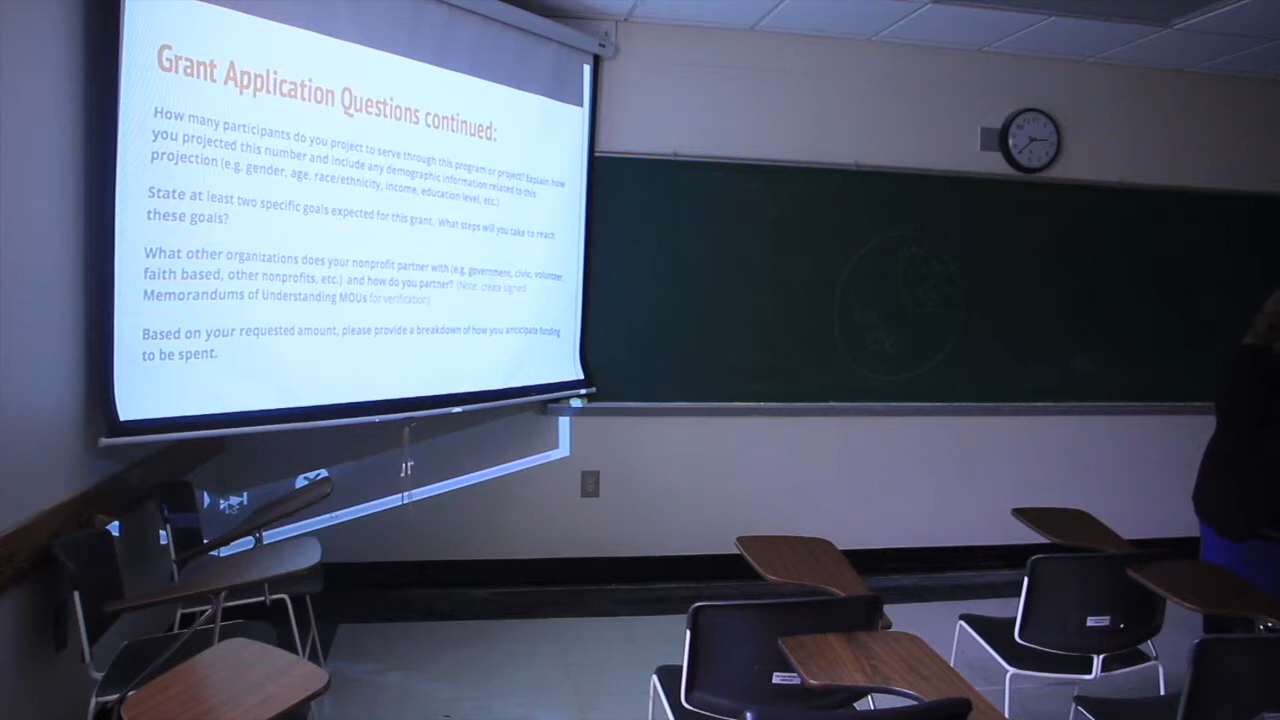 Grant Application Questions continued:
How many participants do you project to serve through this program or project? Explain how
you projected this number and include any demographic information related to this
projection (e.g. gender, age, race/ethnicity, income, education level, etc.)
State at least two specific goals expected for this grant. What steps will you take to reach
these goals?
What other organizations does your nonprofit partner with (e.g. government, civic, volunteer,
faith based, other nonprofits, etc.) and how do you partner? (Note: create signed
Memorandums of Understanding MOUs for verification)
Based on your requested amount, please provide a breakdown of how you anticipate funding
to be spent.